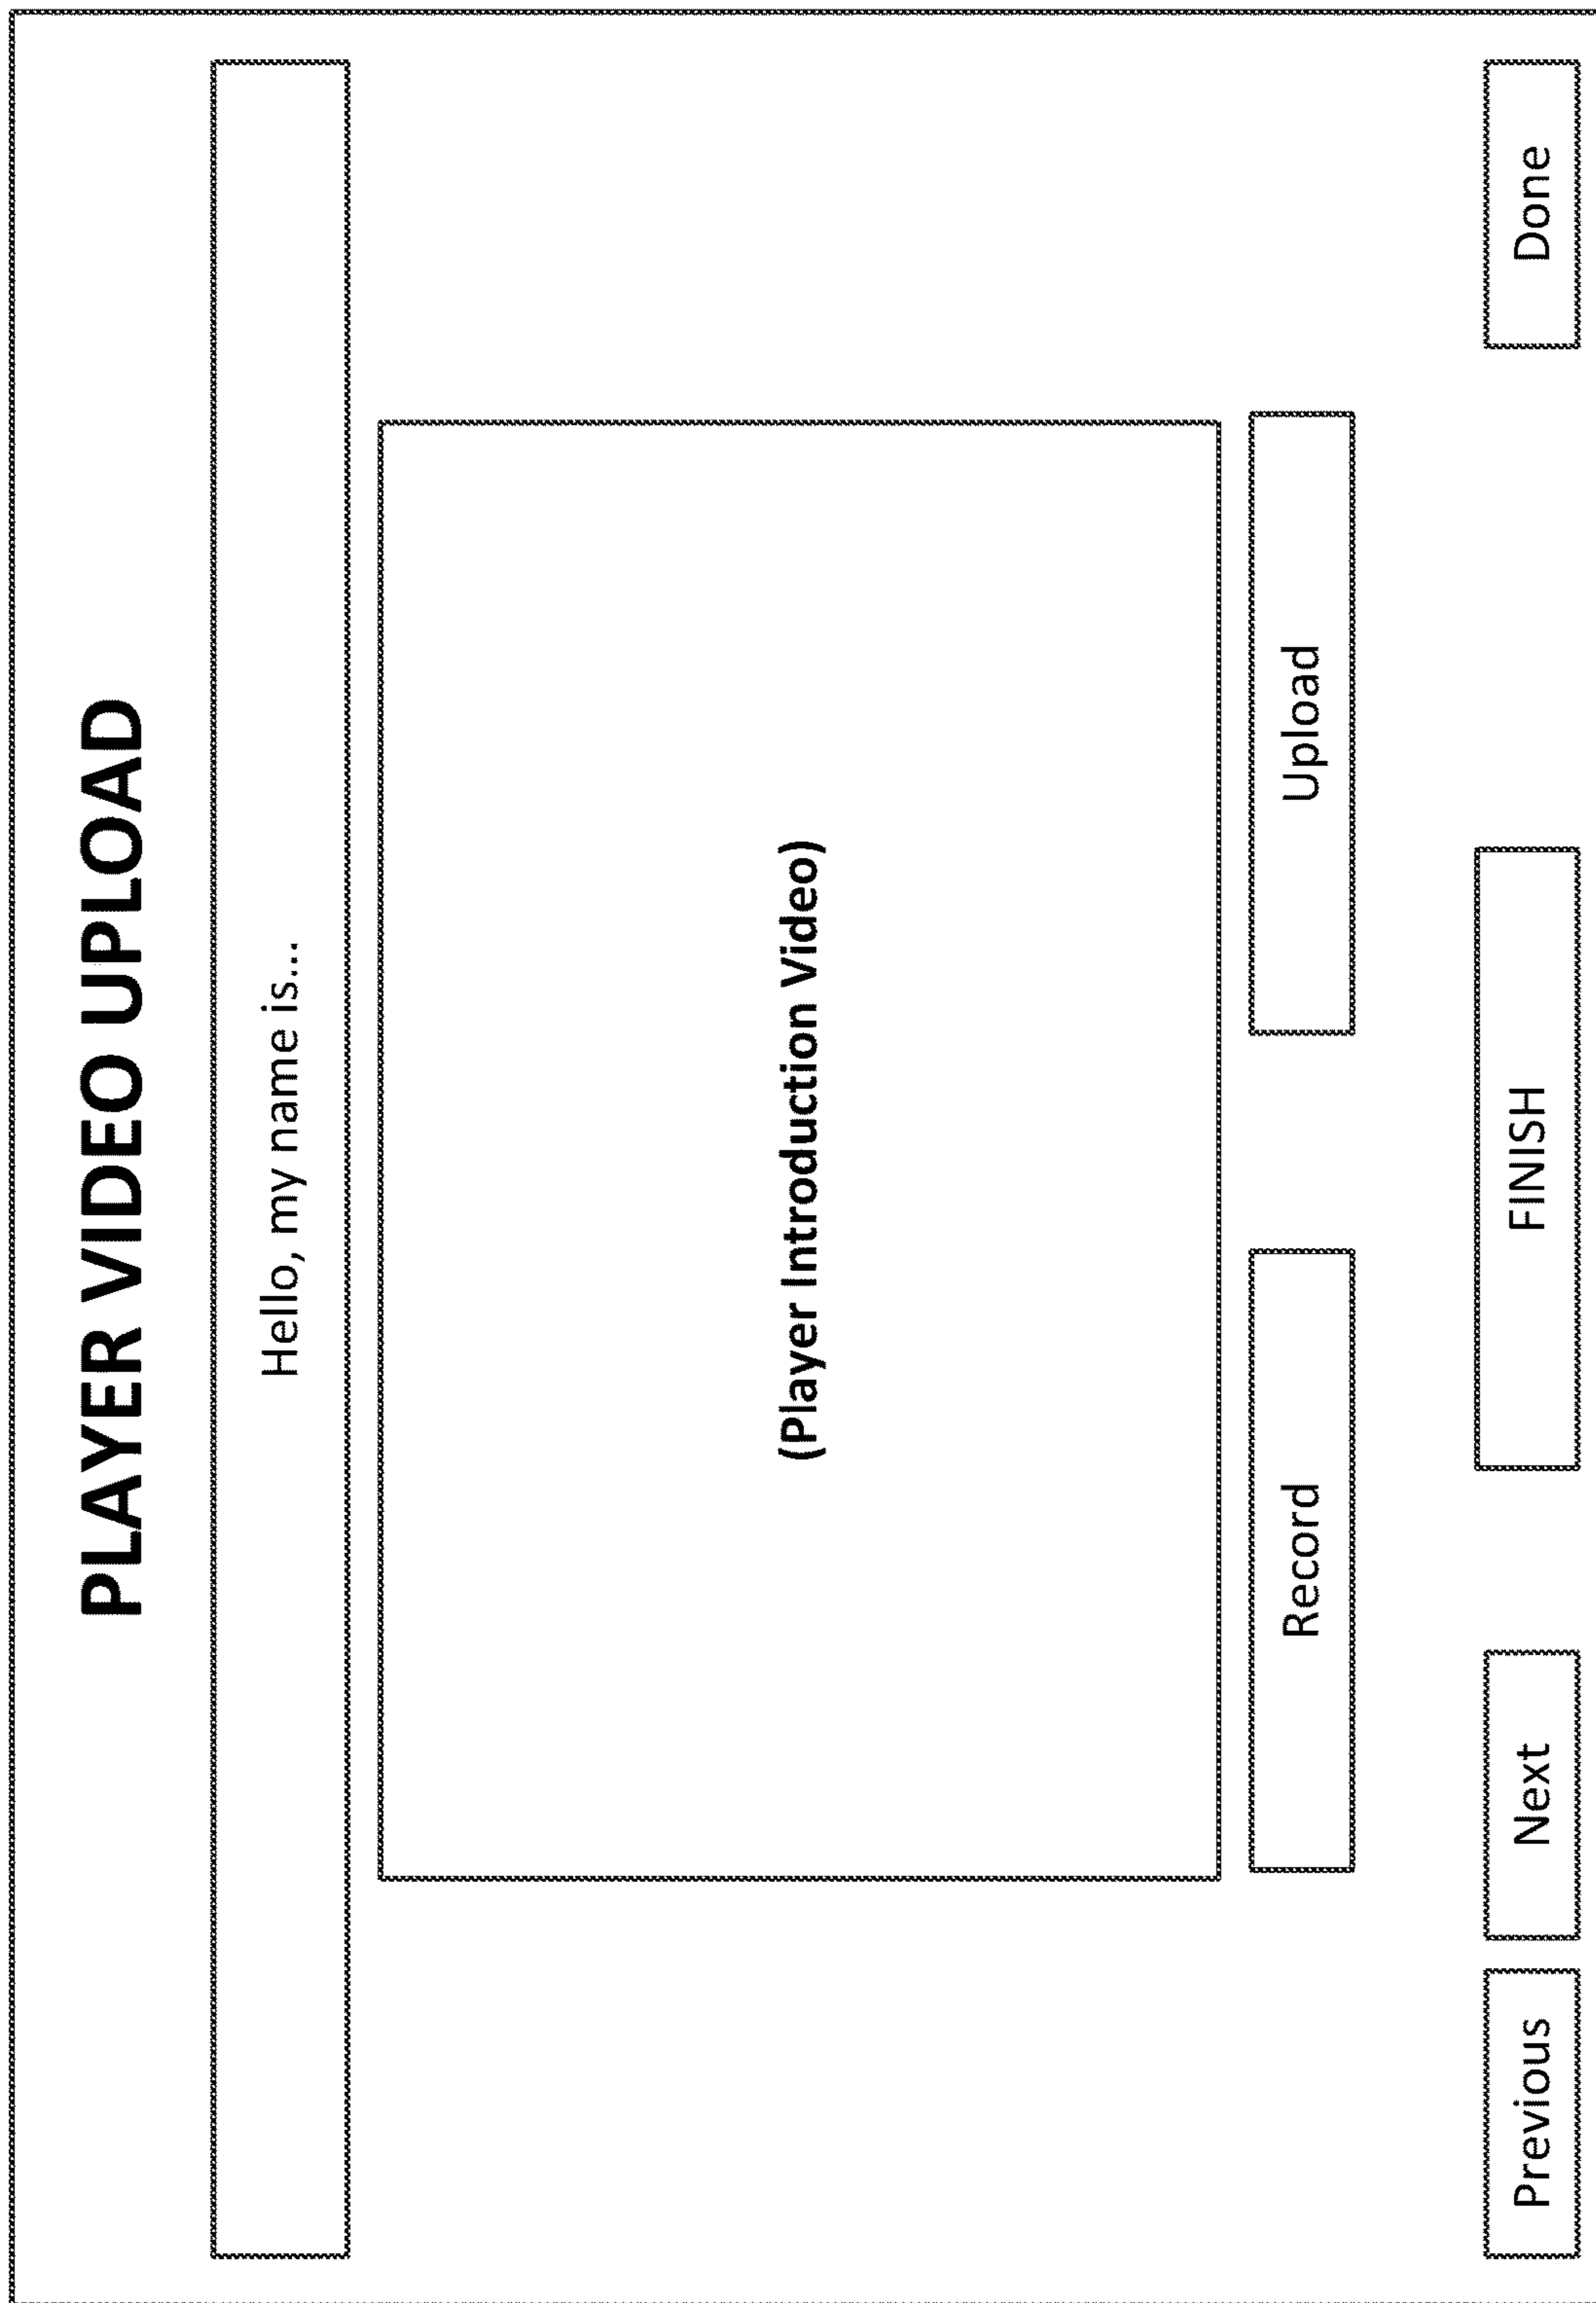 PLAYER VIDEO UPLOAD
Hello, my name is...
(Player Introduction Video)
Record
Upload
Previous
Next
FINISH
Done